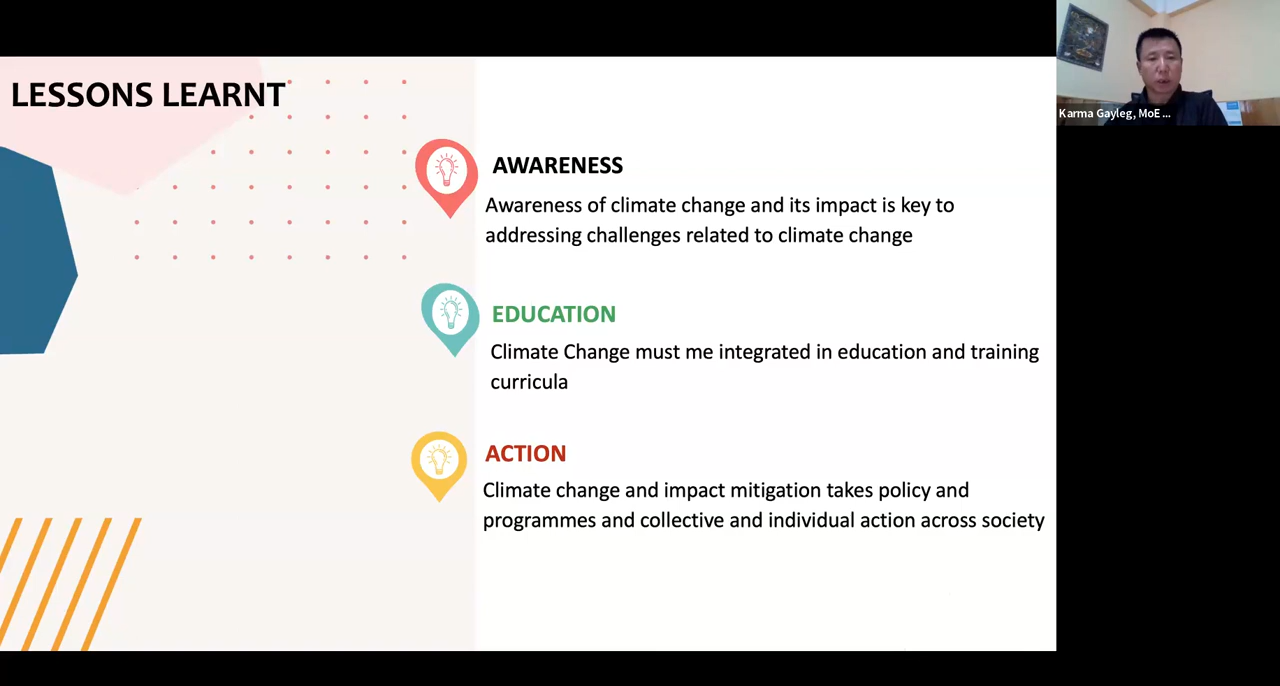 LESSONS LEARNT
AWARENESS
Awareness of climate change and its impact is key to
addressing challenges related to climate change
EDUCATION
Climate Change must me integrated in education and training
curricula
ACTION
Climate change and impact mitigation takes policy and
programmes and collective and individual action across society
Karma Gayleg, MoE ...